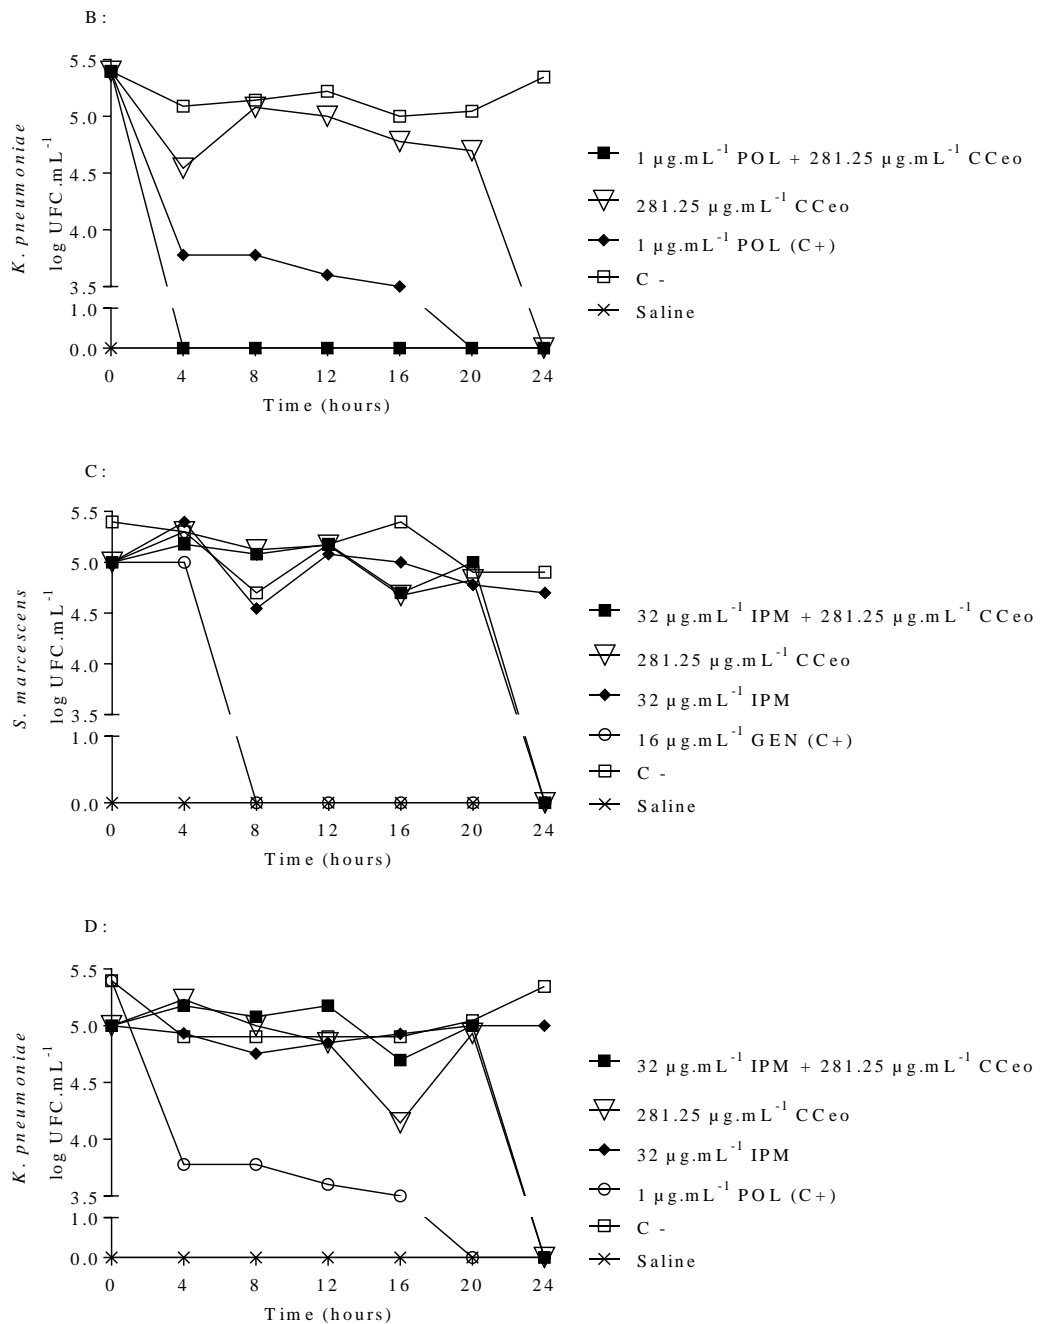 B:
K. pneumoniae
log UFC.mL⁻¹
5.5
5.0
4.5
4.0
3.5
1.0
0.0
0 4 8 12 16 20 24
Time (hours)
1 µg.mL⁻¹ POL + 281.25 µg.mL⁻¹ CCeo
281.25 µg.mL⁻¹ CCeo
1 µg.mL⁻¹ POL (C+)
C -
Saline
C:
S. marcescens
log UFC.mL⁻¹
5.5
5.0
4.5
4.0
3.5
1.0
0.0
0 4 8 12 16 20 24
Time (hours)
32 µg.mL⁻¹ IPM + 281.25 µg.mL⁻¹ CCeo
281.25 µg.mL⁻¹ CCeo
32 µg.mL⁻¹ IPM
16 µg.mL⁻¹ GEN (C+)
C -
Saline
D:
K. pneumoniae
log UFC.mL⁻¹
5.5
5.0
4.5
4.0
3.5
1.0
0.0
0 4 8 12 16 20 24
Time (hours)
32 µg.mL⁻¹ IPM + 281.25 µg.mL⁻¹ CCeo
281.25 µg.mL⁻¹ CCeo
32 µg.mL⁻¹ IPM
1 µg.mL⁻¹ POL (C+)
C -
Saline